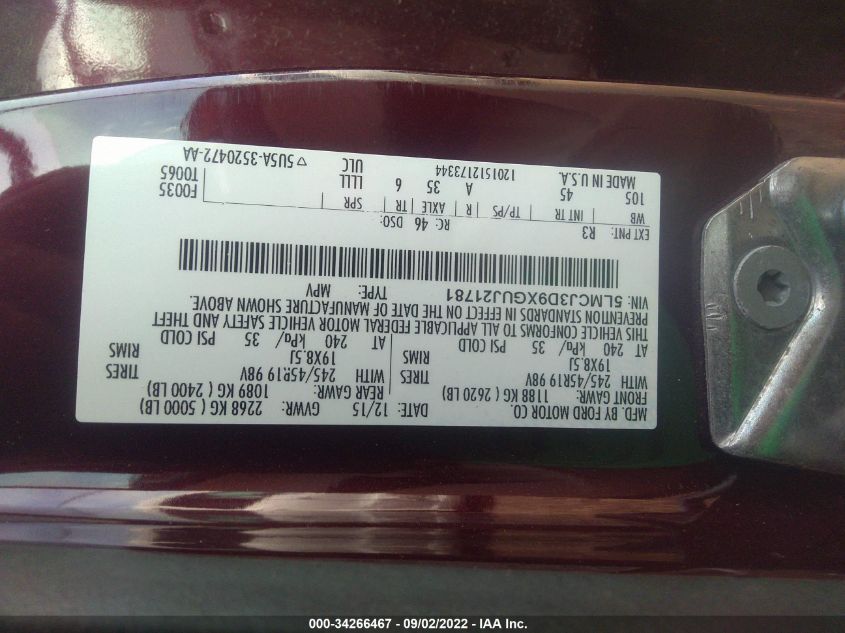 MFD. BY FORD MOTOR CO.
DATE: 12/15 GVWR: 2268 KG ( 5000 LB)
FRONT GAWR: 1188 KG ( 2620 LB) REAR GAWR: 1089 KG ( 2400 LB)
WITH 245/45R19 98V TIRES WITH 245/45R19 98V TIRES
19X8.5J RIMS 19X8.5J RIMS
AT 240 kPa/ 35 PSI COLD AT 240 kPa/ 35 PSI COLD
THIS VEHICLE CONFORMS TO ALL APPLICABLE FEDERAL MOTOR VEHICLE SAFETY AND THEFT
PREVENTION STANDARDS IN EFFECT ON THE DATE OF MANUFACTURE SHOWN ABOVE.
VIN: 5LMCJ3D9XGUJ21781 TYPE: MPV
EXT PNT: R3 RC: 46 DSO:
WB INT TR TP/PS R AXLE TR SPR F0035
105 45 A 35 6 LLLL T0065
MADE IN U.S.A. 120151217334​4 ULC 5U5A-3520472-AA
000-34266467 - 09/02/2022 - IAA Inc.